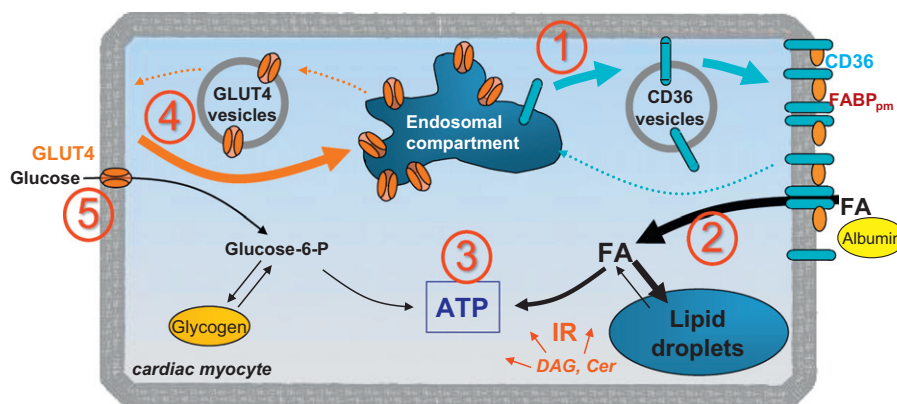 1
CD36
GLUT4
vesicles
CD36
vesicles
4
Endosomal
compartment
FABPpm
GLUT4
Glucose
5
2
FA
Albumin
Glucose-6-P
3
FA
ATP
Glycogen
Lipid
droplets
IR
DAG, Cer
cardiac myocyte